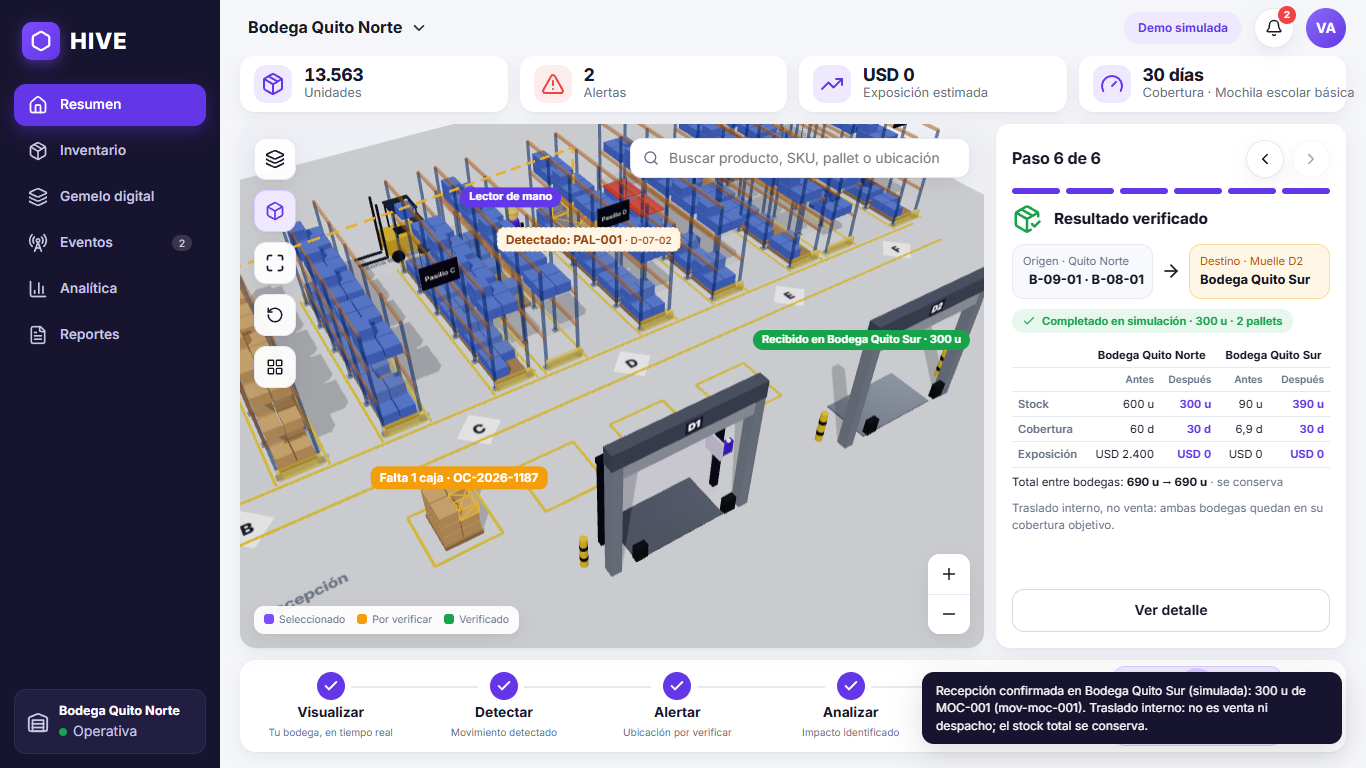 HIVE
Resumen
Inventario
Gemelo digital
Eventos 2
Analítica
Reportes
Bodega Quito Norte
Operativa
Bodega Quito Norte
Demo simulada
2
VA
13.563
Unidades
2
Alertas
USD 0
Exposición estimada
30 días
Cobertura · Mochila escolar básica
Buscar producto, SKU, pallet o ubicación
Lector de mano
Pasillo D
Detectado: PAL-001 · D-07-02
Pasillo C
F
E
D2
Recibido en Bodega Quito Sur · 300 u
D
D1
C
Falta 1 caja · OC-2026-1187
B
cepción
+
−
Seleccionado
Por verificar
Verificado
Paso 6 de 6
Resultado verificado
Origen · Quito Norte
B-09-01 · B-08-01
Destino · Muelle D2
Bodega Quito Sur
Completado en simulación · 300 u · 2 pallets
Bodega Quito Norte Bodega Quito Sur
Antes Después Antes Después
Stock 600 u 300 u 90 u 390 u
Cobertura 60 d 30 d 6,9 d 30 d
Exposición USD 2.400 USD 0 USD 0 USD 0
Total entre bodegas: 690 u → 690 u · se conserva
Traslado interno, no venta: ambas bodegas quedan en su
cobertura objetivo.
Ver detalle
Visualizar
Tu bodega, en tiempo real
Detectar
Movimiento detectado
Alertar
Ubicación por verificar
Analizar
Impacto identificado
Recepción confirmada en Bodega Quito Sur (simulada): 300 u de
MOC-001 (mov-moc-001). Traslado interno: no es venta ni
despacho; el stock total se conserva.